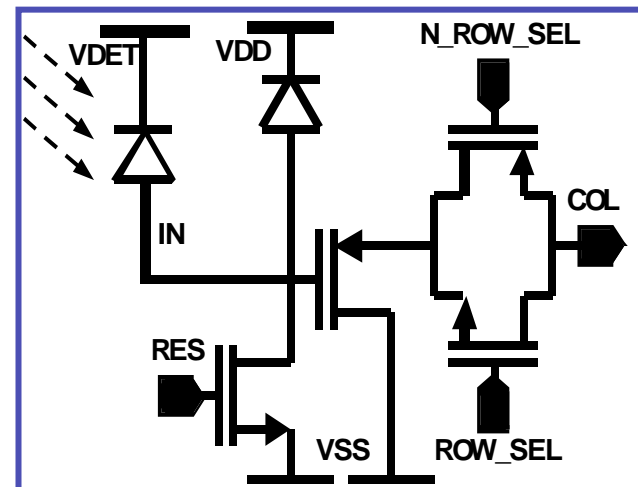 N_ROW_SEL
VDET
VDD
COL
IN
RES
VSS
ROW_SEL